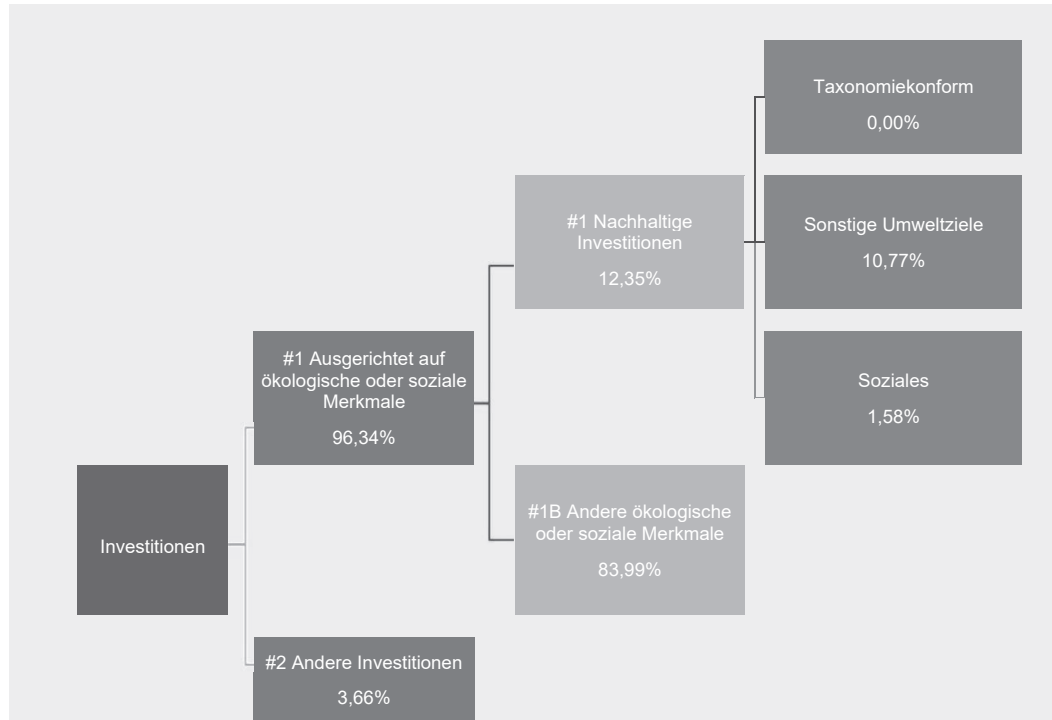 Taxonomiekonform
0,00%
#1 Nachhaltige
Investitionen
12,35%
Sonstige Umweltziele
10,77%
#1 Ausgerichtet auf
ökologische oder soziale
Merkmale
96,34%
Soziales
1,58%
Investitionen
#1B Andere ökologische
oder soziale Merkmale
83,99%
#2 Andere Investitionen
3,66%